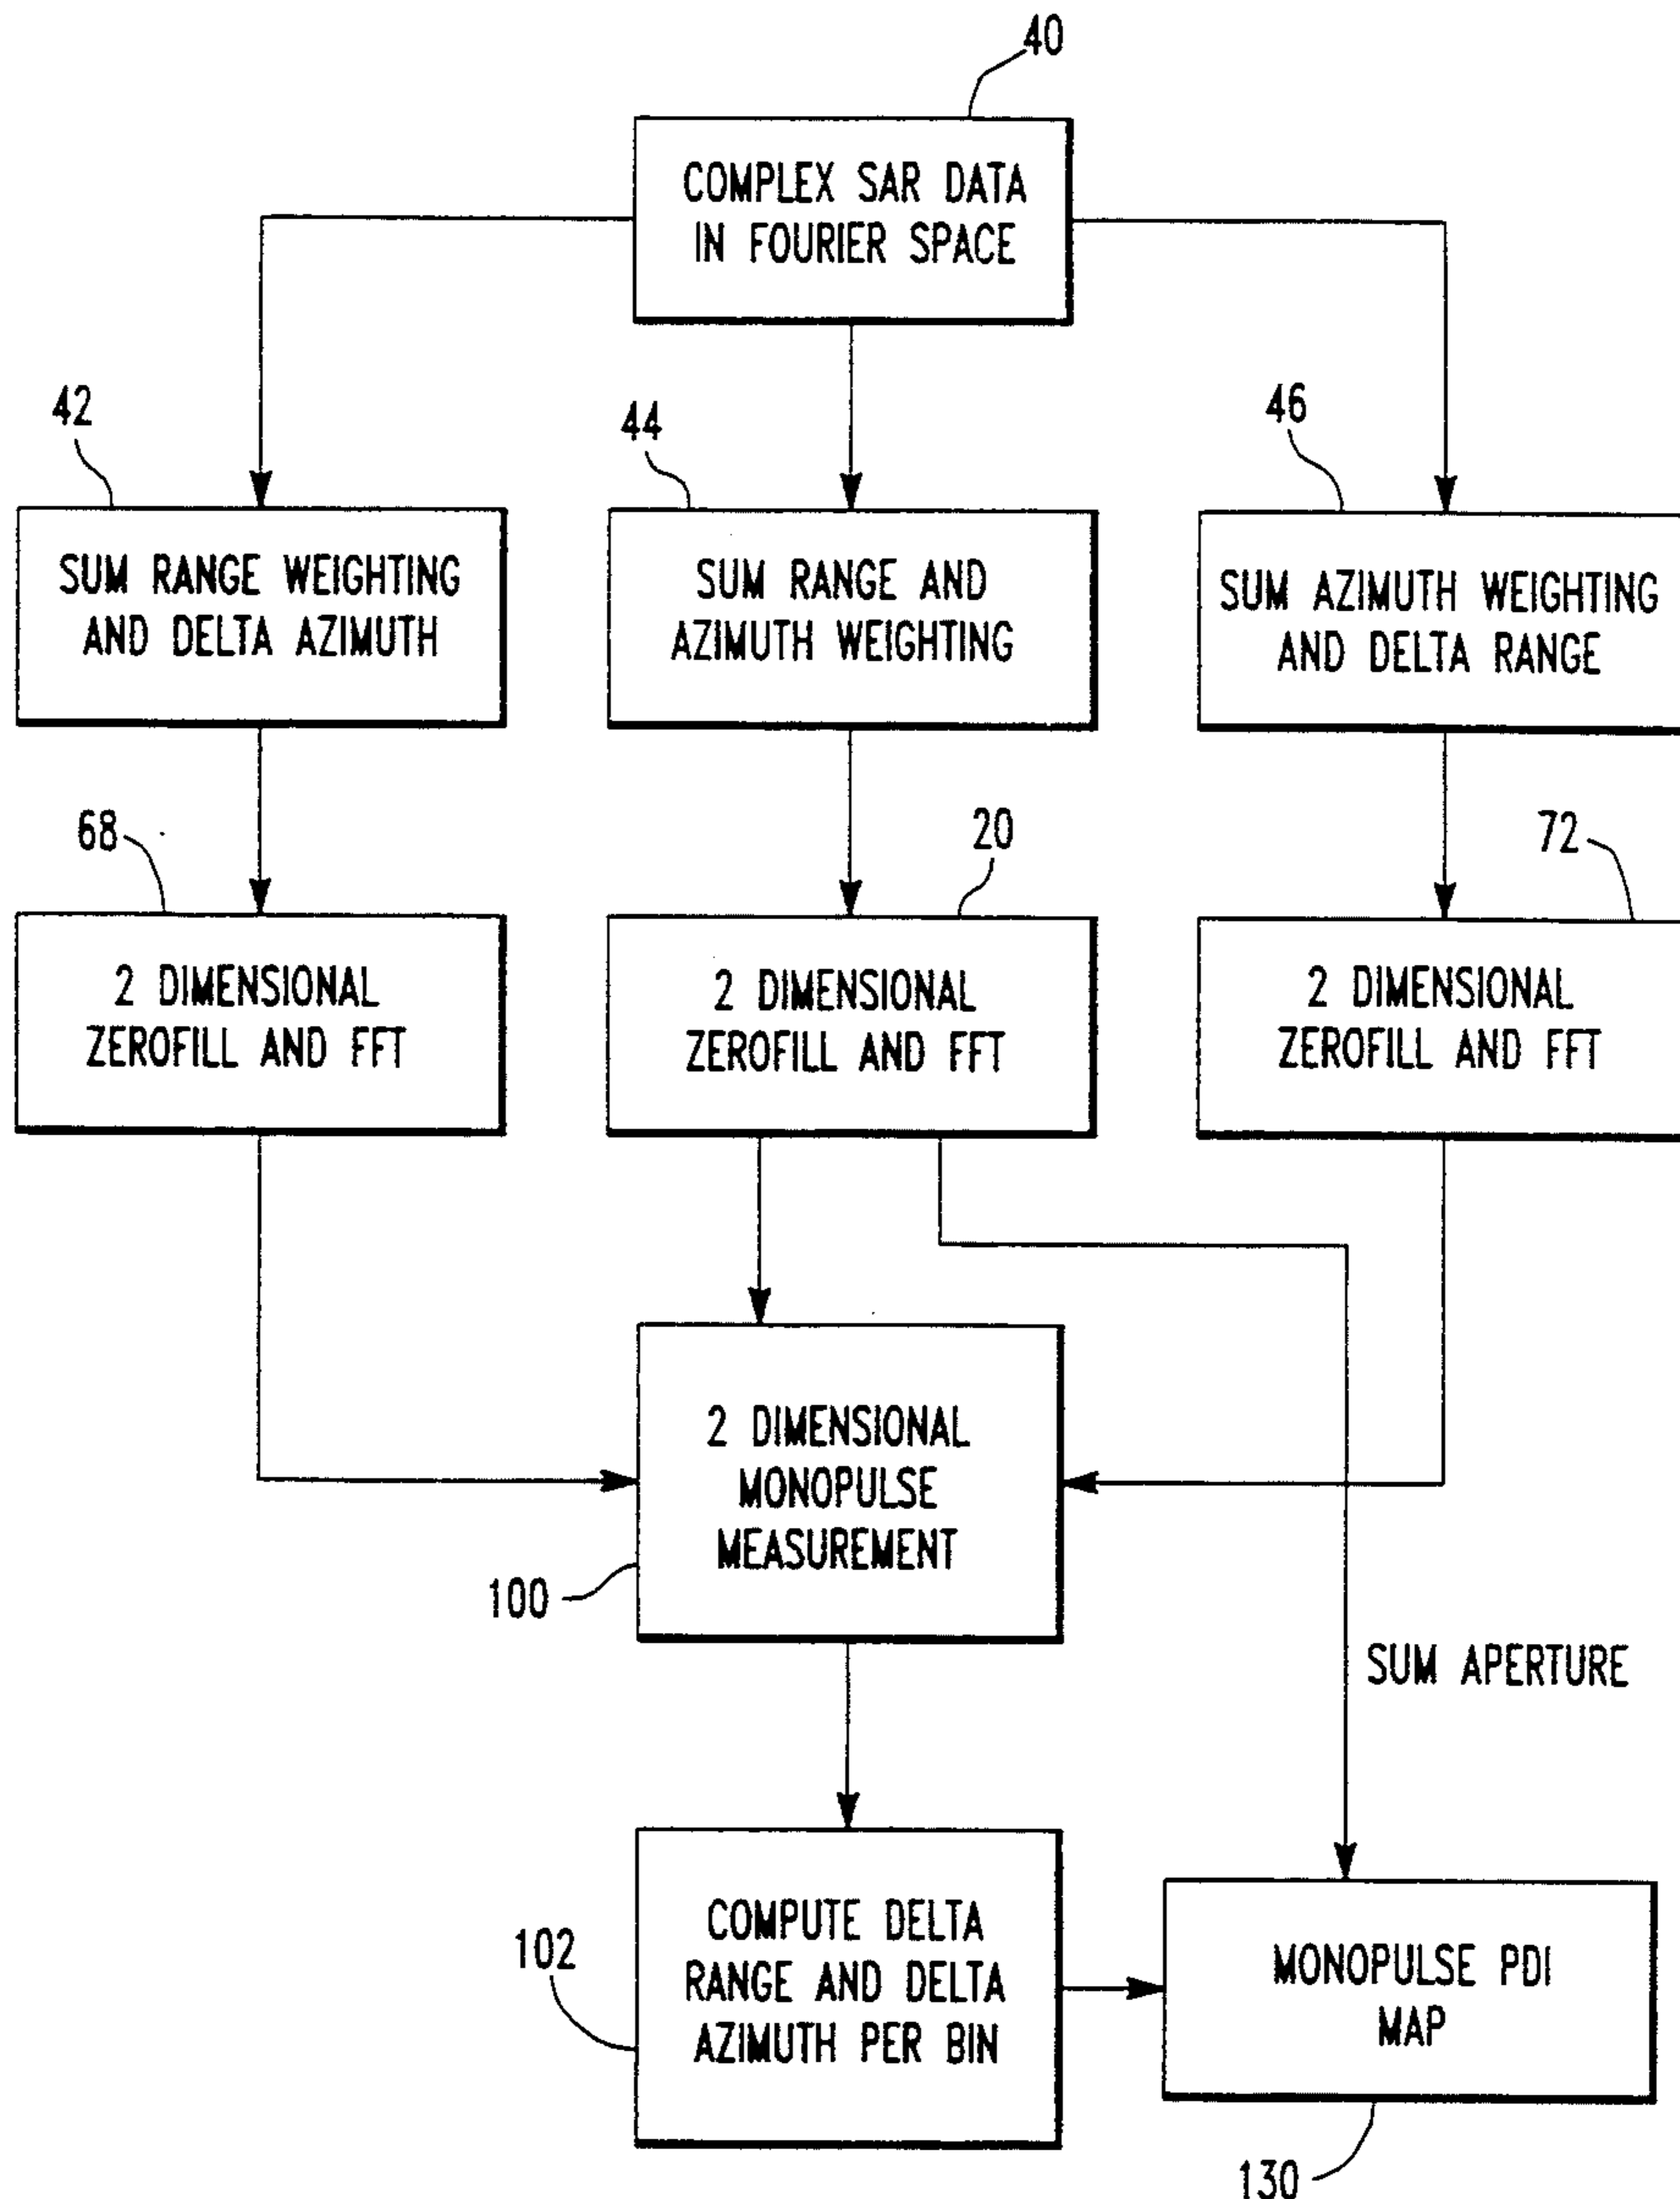 40
COMPLEX SAR DATA
IN FOURIER SPACE
42
44
46
SUM RANGE WEIGHTING
AND DELTA AZIMUTH
SUM RANGE AND
AZIMUTH WEIGHTING
SUM AZIMUTH WEIGHTING
AND DELTA RANGE
68
20
72
2 DIMENSIONAL
ZEROFILL AND FFT
2 DIMENSIONAL
ZEROFILL AND FFT
2 DIMENSIONAL
ZEROFILL AND FFT
2 DIMENSIONAL
MONOPULSE
MEASUREMENT
100
SUM APERTURE
COMPUTE DELTA
RANGE AND DELTA
AZIMUTH PER BIN
102
MONOPULSE PDI
MAP
130